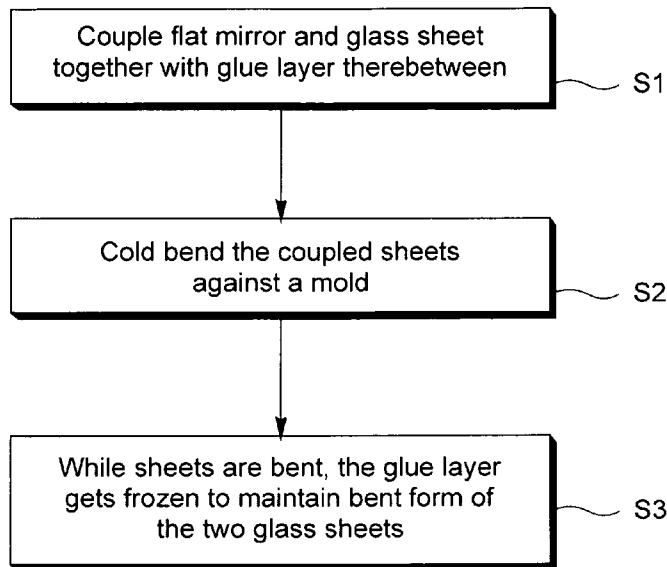 Couple flat mirror and glass sheet
together with glue layer therebetween
S1
Cold bend the coupled sheets
against a mold
S2
While sheets are bent, the glue layer
gets frozen to maintain bent form of
the two glass sheets
S3